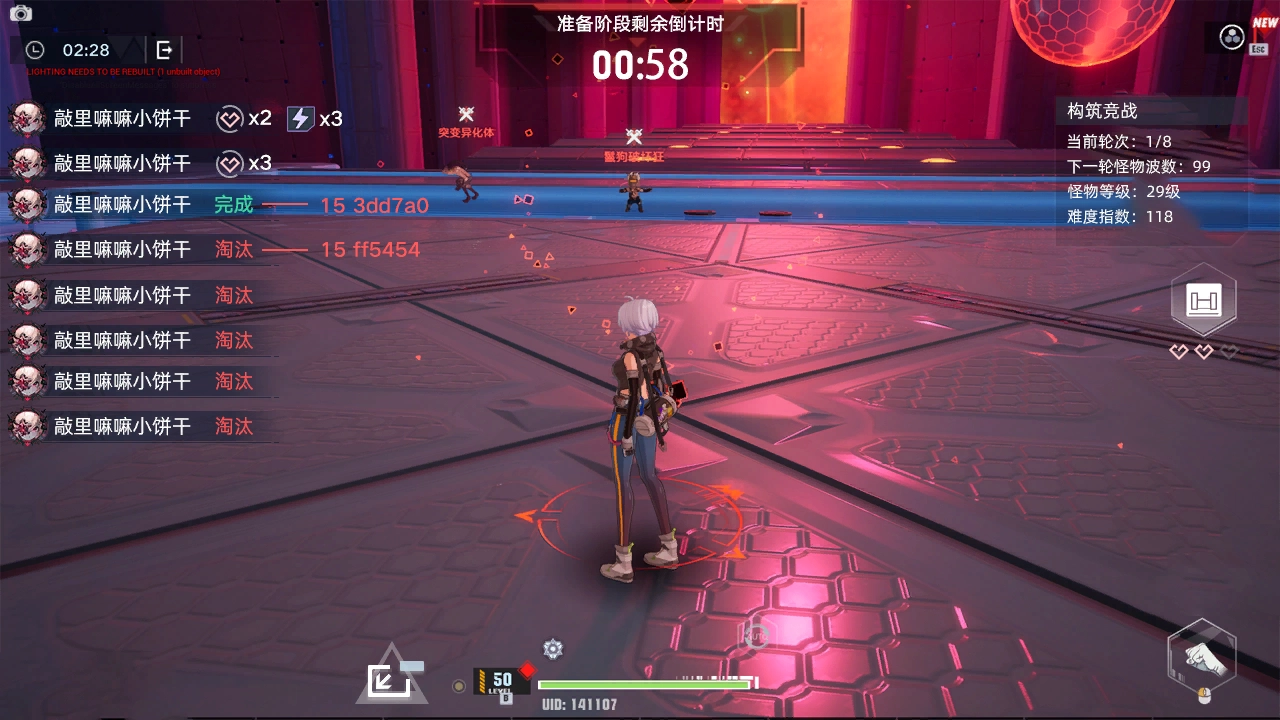 准备阶段剩余倒计时
00:58
NEW
Esc
02:28
LIGHTING NEEDS TO BE REBUILT (1 unbuilt object)
敲里嘛嘛小饼干 x2 x3
敲里嘛嘛小饼干 x3
敲里嘛嘛小饼干 完成 15 3dd7a0
敲里嘛嘛小饼干 淘汰 15 ff5454
敲里嘛嘛小饼干 淘汰
敲里嘛嘛小饼干 淘汰
敲里嘛嘛小饼干 淘汰
敲里嘛嘛小饼干 淘汰
突变异化体
鬣狗破坏狂
构筑竞战
当前轮次：1/8
下一轮怪物波数：99
怪物等级：29级
难度指数：118
AUTO
50
LEVEL
B
UID: 141107